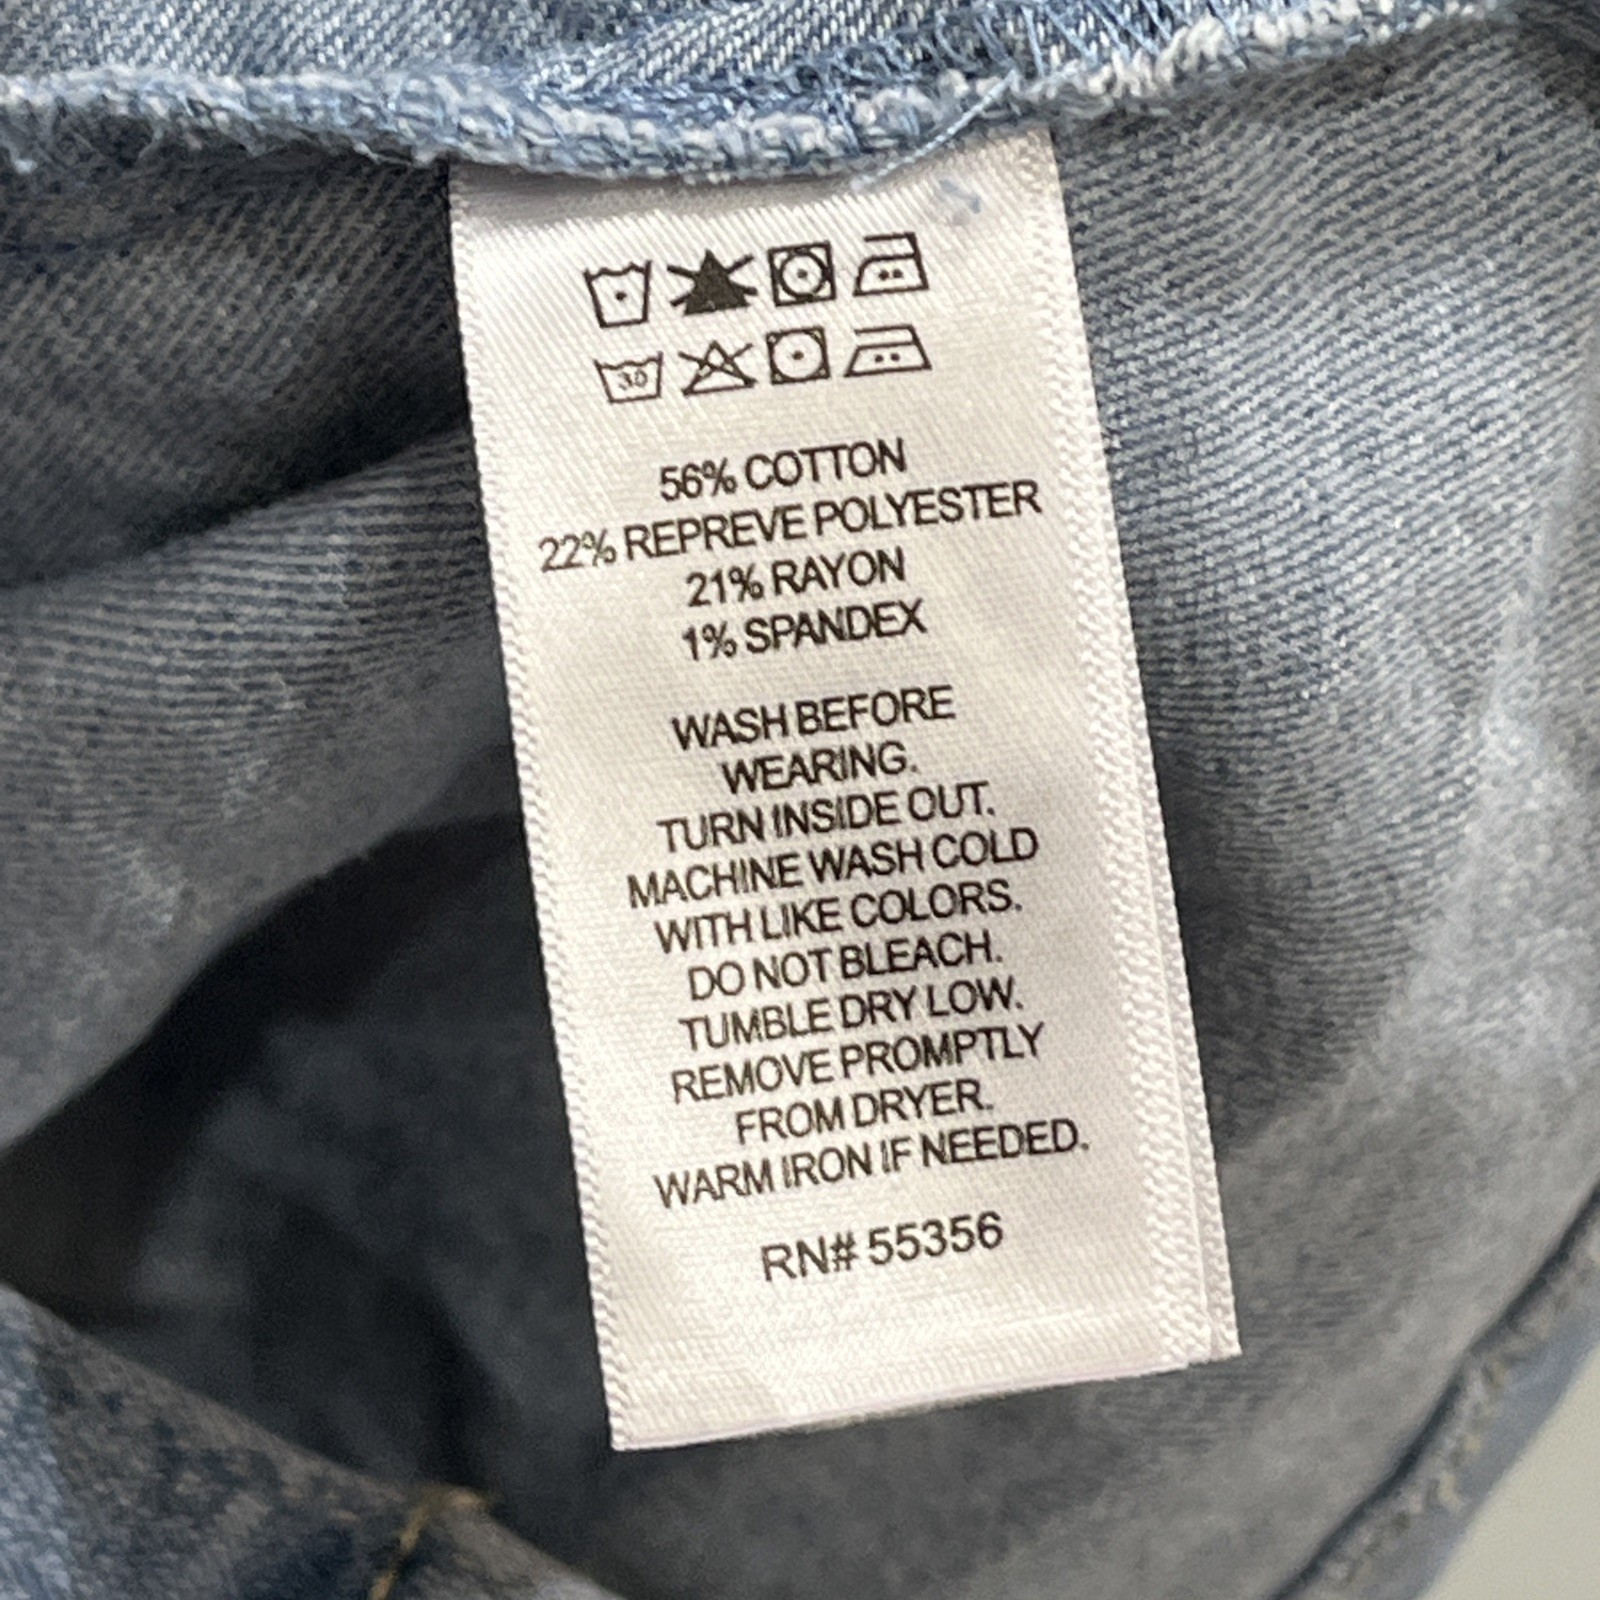 30
56% COTTON
22% REPREVE POLYESTER
21% RAYON
1% SPANDEX
WASH BEFORE
WEARING.
TURN INSIDE OUT.
MACHINE WASH COLD
WITH LIKE COLORS.
DO NOT BLEACH.
TUMBLE DRY LOW.
REMOVE PROMPTLY
FROM DRYER.
WARM IRON IF NEEDED.
RN# 55356